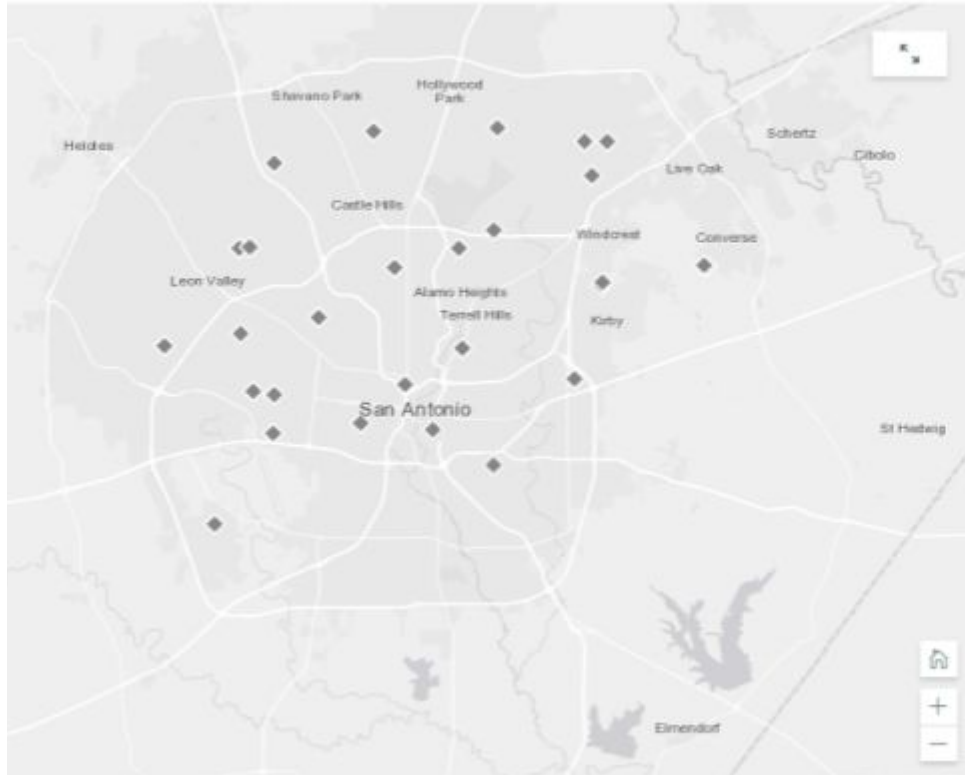 Hollywood
Park
Shavano Park
Schertz
Helotes
Cibolo
Live Oak
Castle Hills
Windcrest
Converse
Leon Valley
Alamo Heights
Terrell Hills
Kirby
San Antonio
St Hedwig
Elmendorf